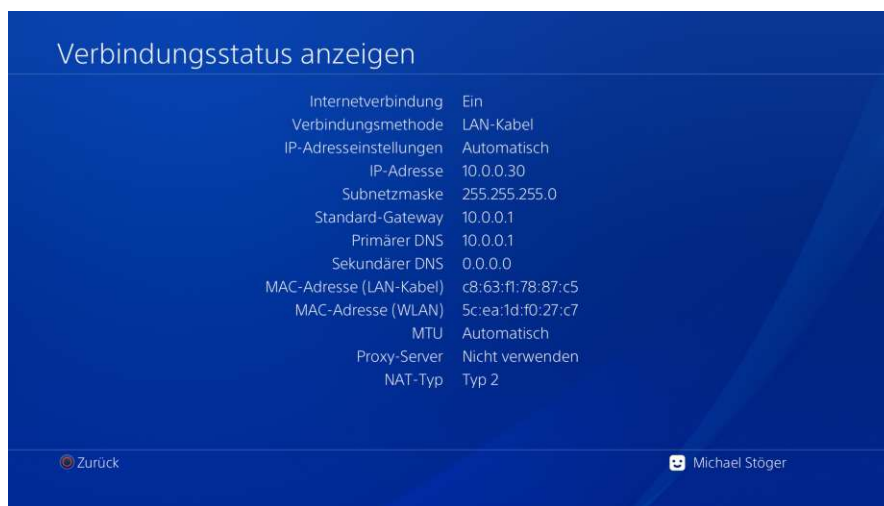 Verbindungsstatus anzeigen
Internetverbindung Ein
Verbindungsmethode LAN-Kabel
IP-Adresseinstellungen Automatisch
IP-Adresse 10.0.0.30
Subnetzmaske 255.255.255.0
Standard-Gateway 10.0.0.1
Primärer DNS 10.0.0.1
Sekundärer DNS 0.0.0.0
MAC-Adresse (LAN-Kabel) c8:63:f1:78:87:c5
MAC-Adresse (WLAN) 5c:ea:1d:f0:27:c7
MTU Automatisch
Proxy-Server Nicht verwenden
NAT-Typ Typ 2
Zurück Michael Stöger